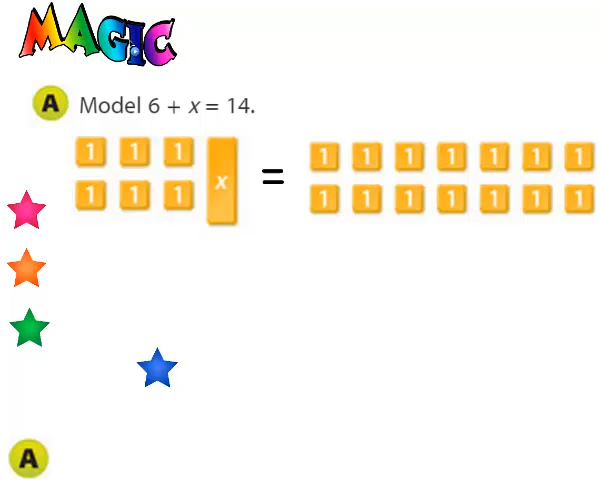 MAGIC
A Model 6 + x = 14.
1 1 1 x = 1 1 1 1 1 1 1
1 1 1 1 1 1 1 1 1 1
A